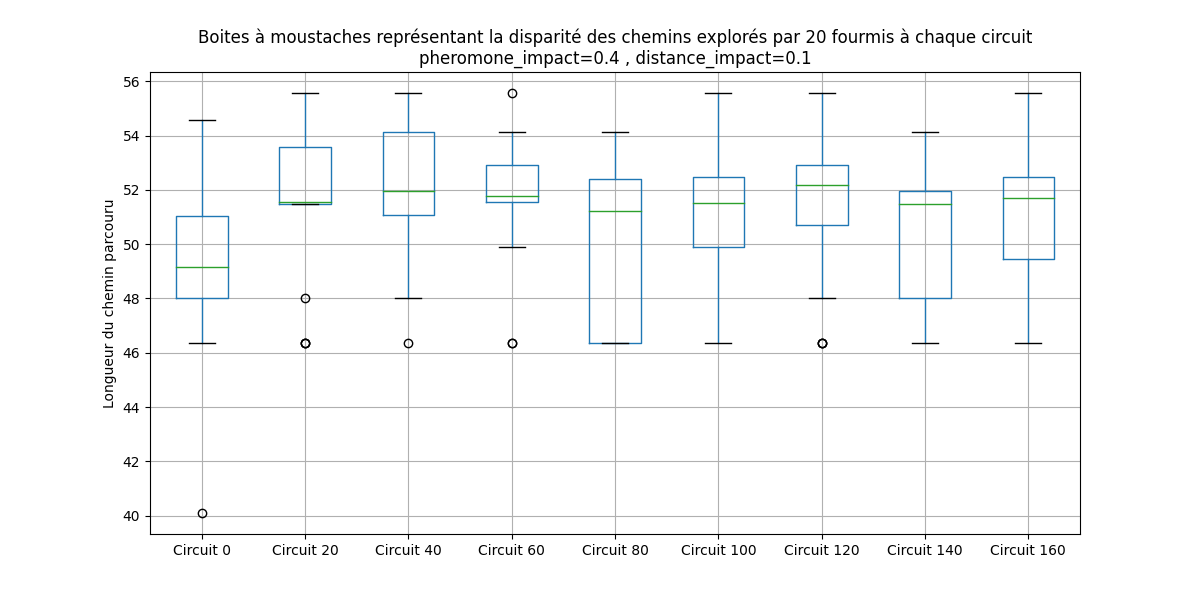 Boites à moustaches représentant la disparité des chemins explorés par 20 fourmis à chaque circuit
pheromone_impact=0.4 , distance_impact=0.1
Longueur du chemin parcouru
56
54
52
50
48
46
44
42
40
Circuit 0
Circuit 20
Circuit 40
Circuit 60
Circuit 80
Circuit 100
Circuit 120
Circuit 140
Circuit 160